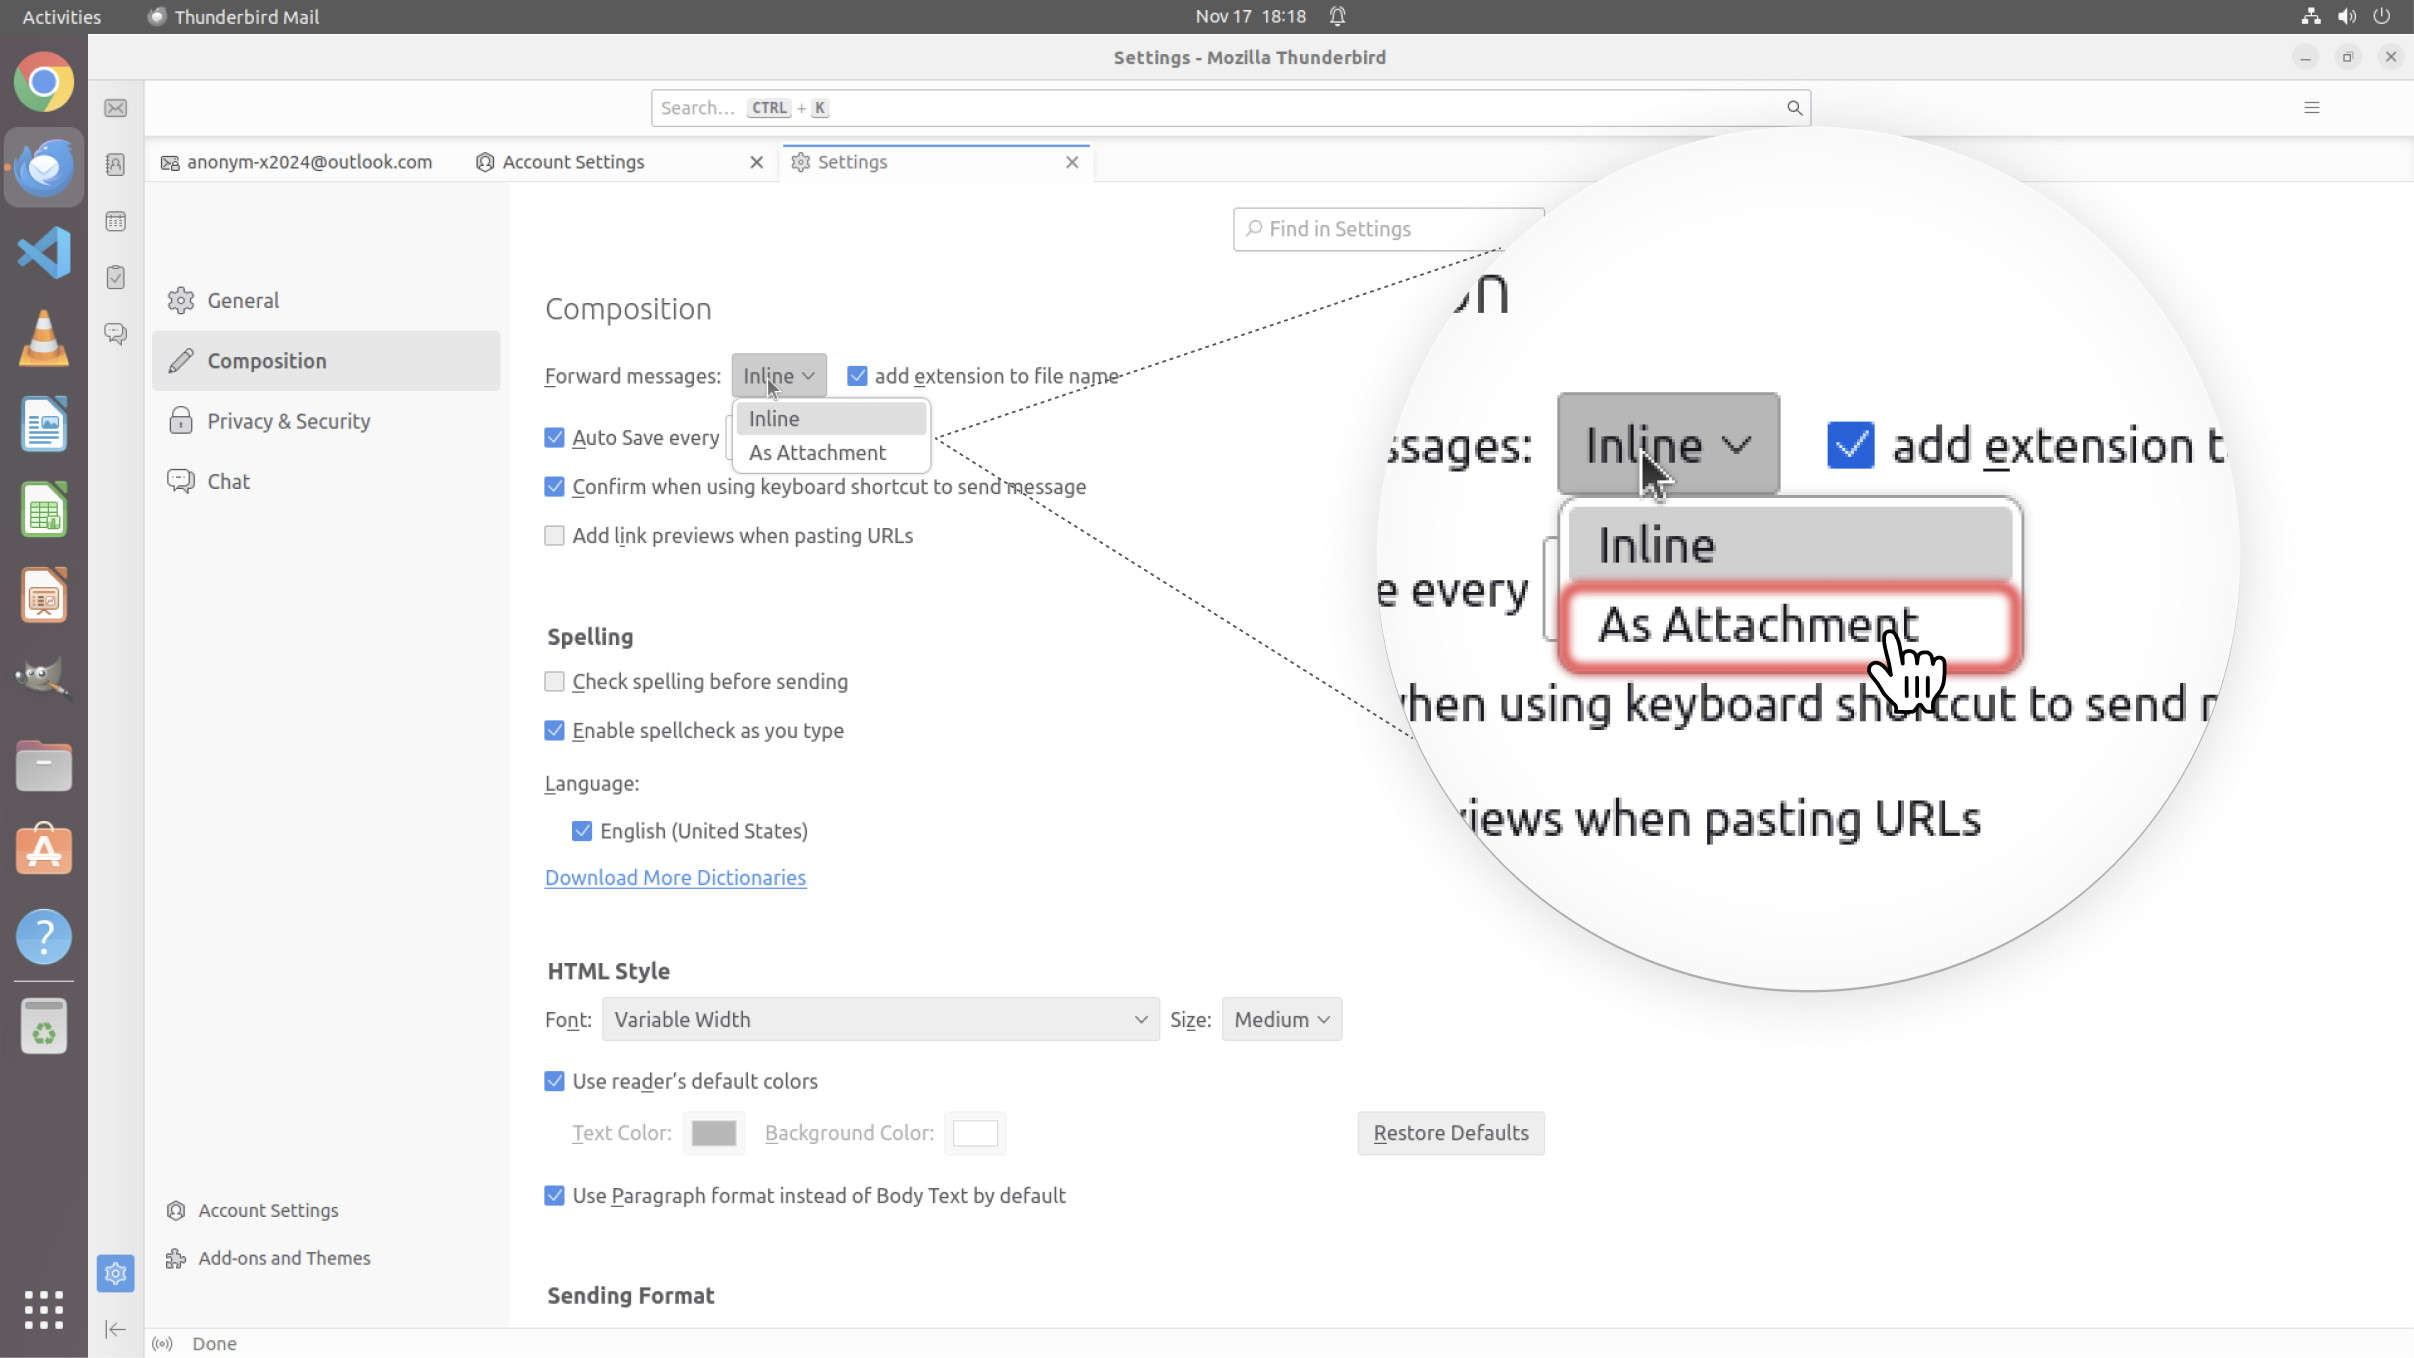 Activities
Thunderbird Mail
Nov 17 18:18
Settings - Mozilla Thunderbird
Search… CTRL + K
anonym-x2024@outlook.com
Account Settings
Settings
Find in Settings
General
Composition
Privacy & Security
Chat
Composition
Forward messages: Inline
add extension to file name
Inline
As Attachment
Auto Save every
Confirm when using keyboard shortcut to send message
Add link previews when pasting URLs
Spelling
Check spelling before sending
Enable spellcheck as you type
Language:
English (United States)
Download More Dictionaries
HTML Style
Font: Variable Width
Size: Medium
Use reader’s default colors
Text Color:
Background Color:
Restore Defaults
Use Paragraph format instead of Body Text by default
Sending Format
Account Settings
Add-ons and Themes
Done
on
ssages: Inline
add extension t
Inline
e every
As Attachment
when using keyboard shortcut to send
views when pasting URLs